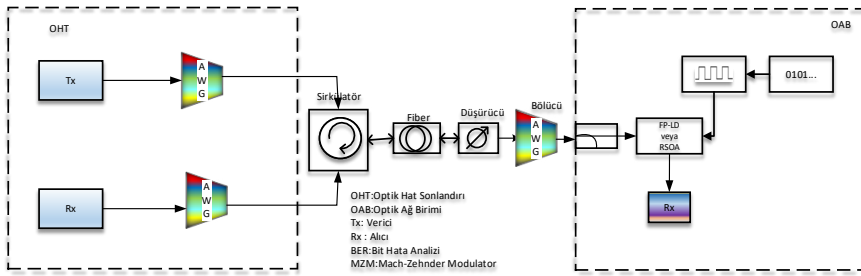 OHT
OAB
Tx
A
W
G
Sirkülatör
Fiber
Düşürücü
Bölücü
A
W
G
0101...
FP-LD
veya
RSOA
Rx
A
W
G
Rx
OHT:Optik Hat Sonlandırı
OAB:Optik Ağ Birimi
Tx: Verici
Rx : Alıcı
BER:Bit Hata Analizi
MZM:Mach-Zehnder Modulator